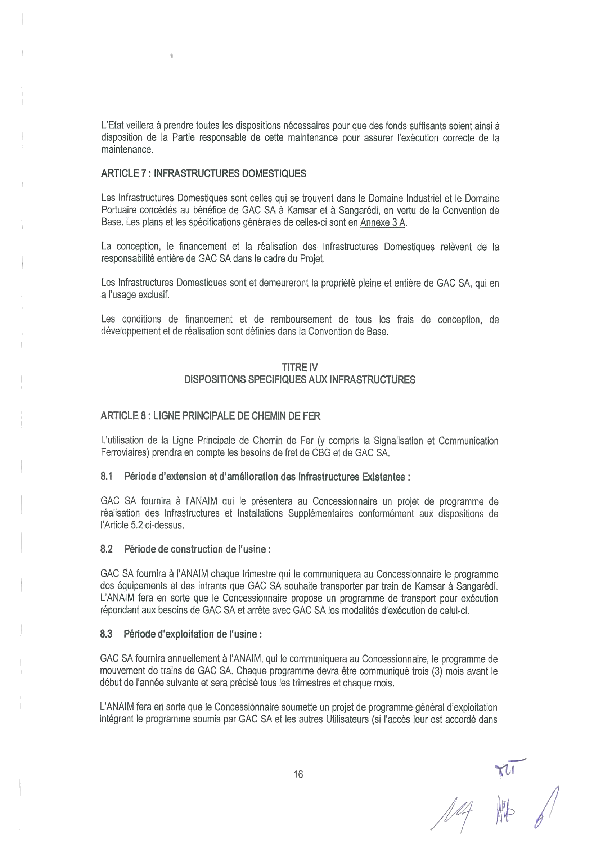 L'Etat veillera à prendre toutes les dispositions nécessaires pour que des fonds suffisants soient ainsi à
disposition de la Partie responsable de cette maintenance pour assurer l'exécution correcte de la
maintenance.
ARTICLE 7 : INFRASTRUCTURES DOMESTIQUES
Les Infrastructures Domestiques sont celles qui se trouvent dans le Domaine Industriel et le Domaine
Portuaire concédés au bénéfice de GAC SA à Kamsar et à Sangarédi, en vertu de la Convention de
Base. Les plans et les spécifications générales de celles-ci sont en Annexe 3 A.
La conception, le financement et la réalisation des Infrastructures Domestiques relèvent de la
responsabilité entière de GAC SA dans le cadre du Projet.
Les Infrastructures Domestiques sont et demeureront la propriété pleine et entière de GAC SA, qui en
a l'usage exclusif.
Les conditions de financement et de remboursement de tous les frais de conception, de
développement et de réalisation sont définies dans la Convention de Base.
TITRE IV
DISPOSITIONS SPECIFIQUES AUX INFRASTRUCTURES
ARTICLE 8 : LIGNE PRINCIPALE DE CHEMIN DE FER
L'utilisation de la Ligne Principale de Chemin de Fer (y compris la Signalisation et Communication
Ferroviaires) prendra en compte les besoins de fret de CBG et de GAC SA.
8.1 Période d'extension et d'amélioration des Infrastructures Existantes :
GAC SA fournira à l'ANAIM qui le présentera au Concessionnaire un projet de programme de
réalisation des Infrastructures et Installations Supplémentaires conformément aux dispositions de
l'Article 5.2 ci-dessus.
8.2 Période de construction de l'usine :
GAC SA fournira à l'ANAIM chaque trimestre qui le communiquera au Concessionnaire le programme
des équipements et des intrants que GAC SA souhaite transporter par train de Kamsar à Sangarédi.
L'ANAIM fera en sorte que le Concessionnaire propose un programme de transport pour exécution
répondant aux besoins de GAC SA et arrête avec GAC SA les modalités d'exécution de celui-ci.
8.3 Période d'exploitation de l'usine :
GAC SA fournira annuellement à l'ANAIM, qui le communiquera au Concessionnaire, le programme de
mouvement de trains de GAC SA. Chaque programme devra être communiqué trois (3) mois avant le
début de l'année suivante et sera précisé tous les trimestres et chaque mois.
L'ANAIM fera en sorte que le Concessionnaire soumette un projet de programme général d'exploitation
intégrant le programme soumis par GAC SA et les autres Utilisateurs (si l'accès leur est accordé dans
16